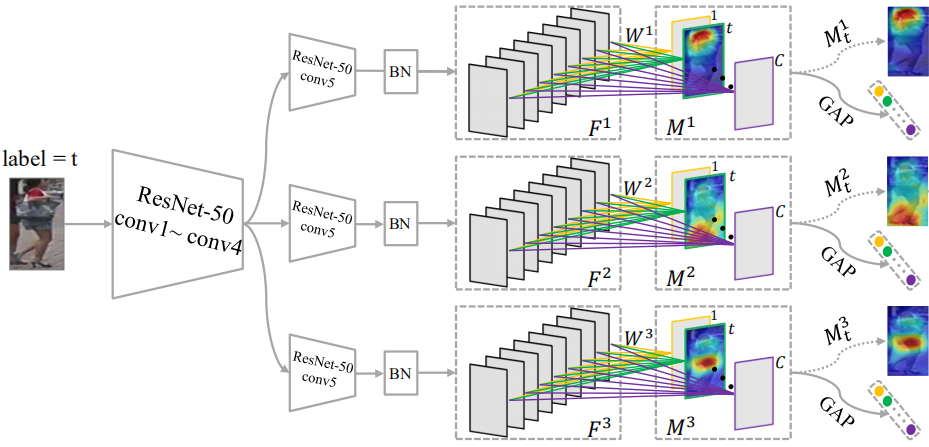 label = t
ResNet-50
conv1~ conv4
ResNet-50
conv5
BN
F¹
W¹
M¹
1
t
C
M¹ₜ
GAP
ResNet-50
conv5
BN
F²
W²
M²
1
t
C
M²ₜ
GAP
ResNet-50
conv5
BN
F³
W³
M³
1
t
C
M³ₜ
GAP